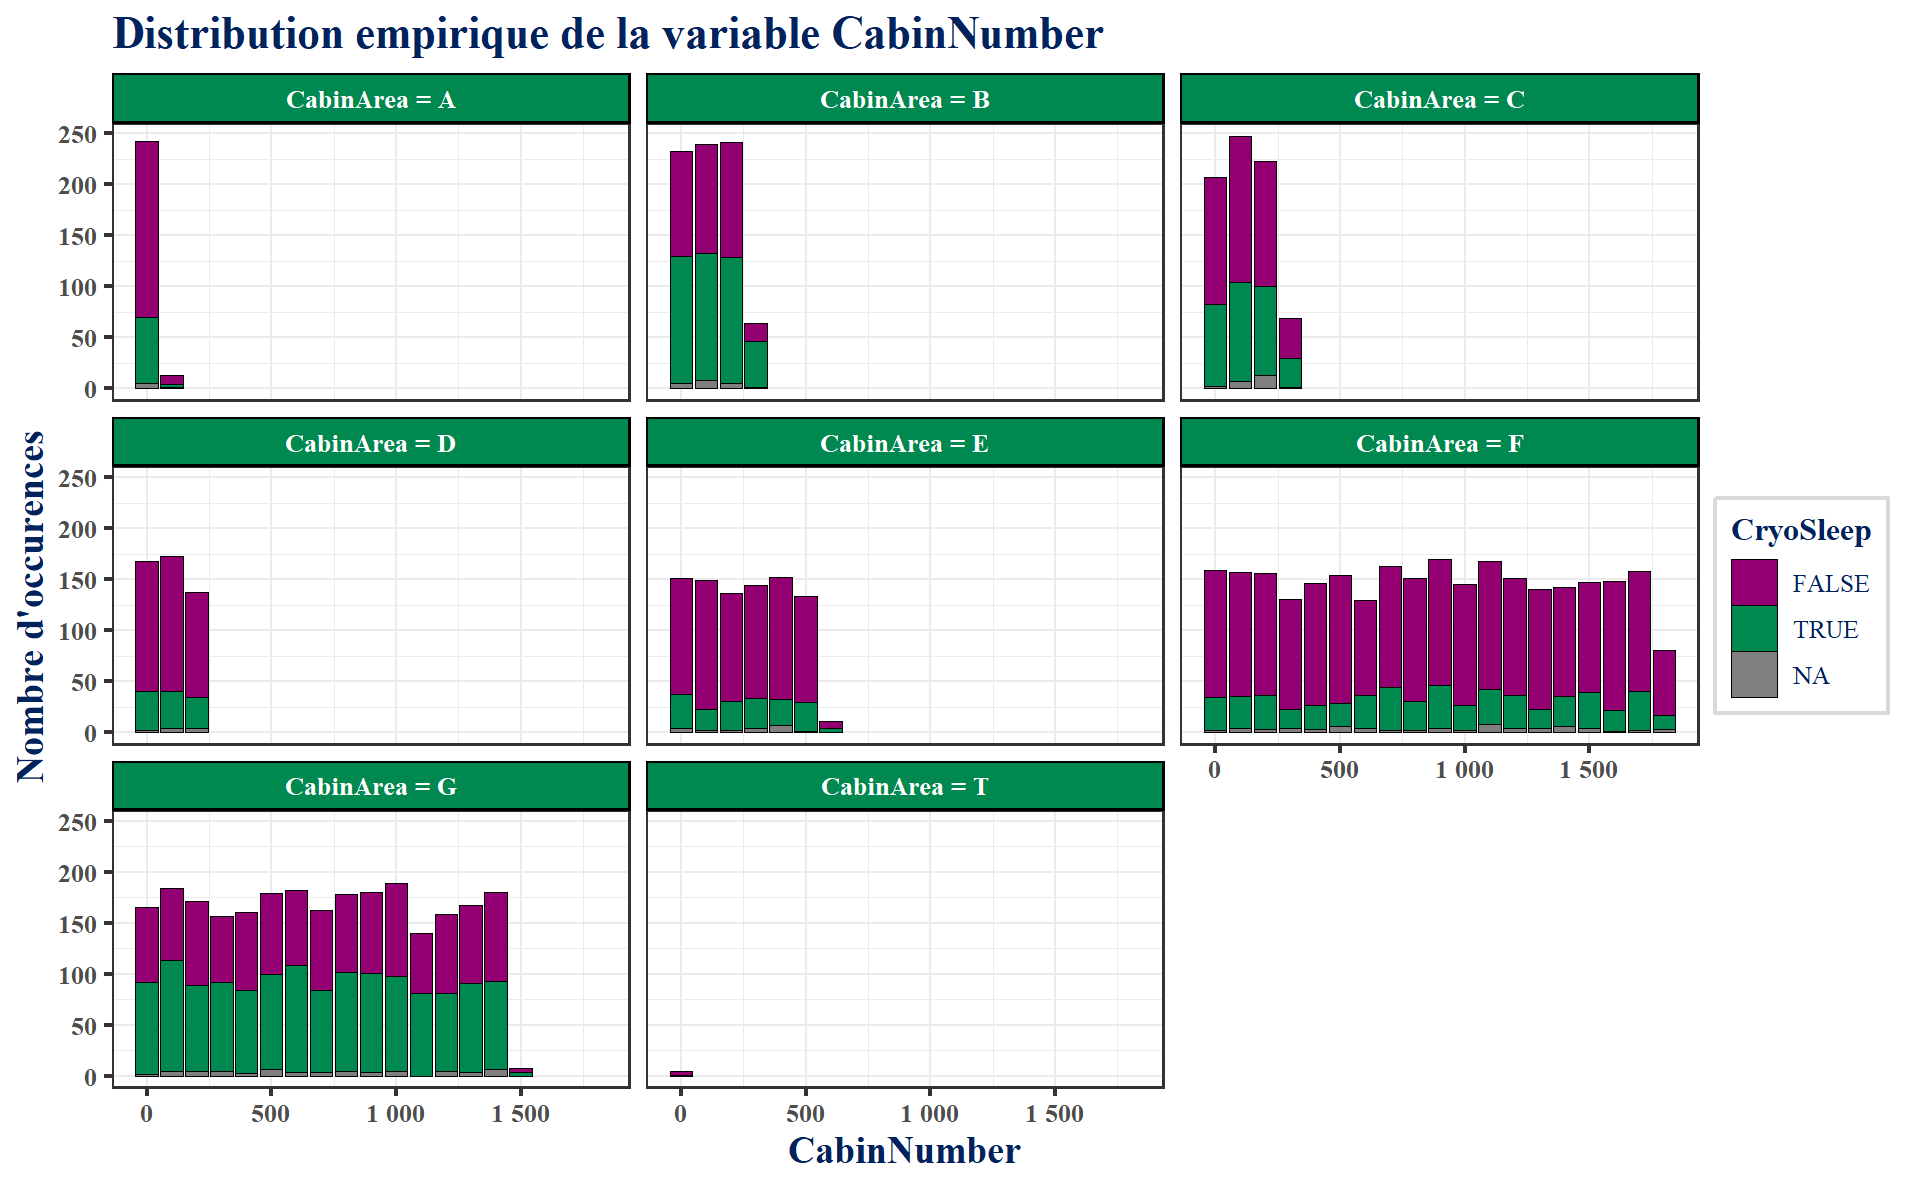 Distribution empirique de la variable CabinNumber
CabinArea = A
CabinArea = B
CabinArea = C
250
200
150
100
50
0
CabinArea = D
CabinArea = E
CabinArea = F
250
200
150
100
50
0
0 500 1 000 1 500
CabinArea = G
CabinArea = T
250
200
150
100
50
0
0 500 1 000 1 500
0 500 1 000 1 500
CabinNumber
Nombre d'occurences
CryoSleep
FALSE
TRUE
NA